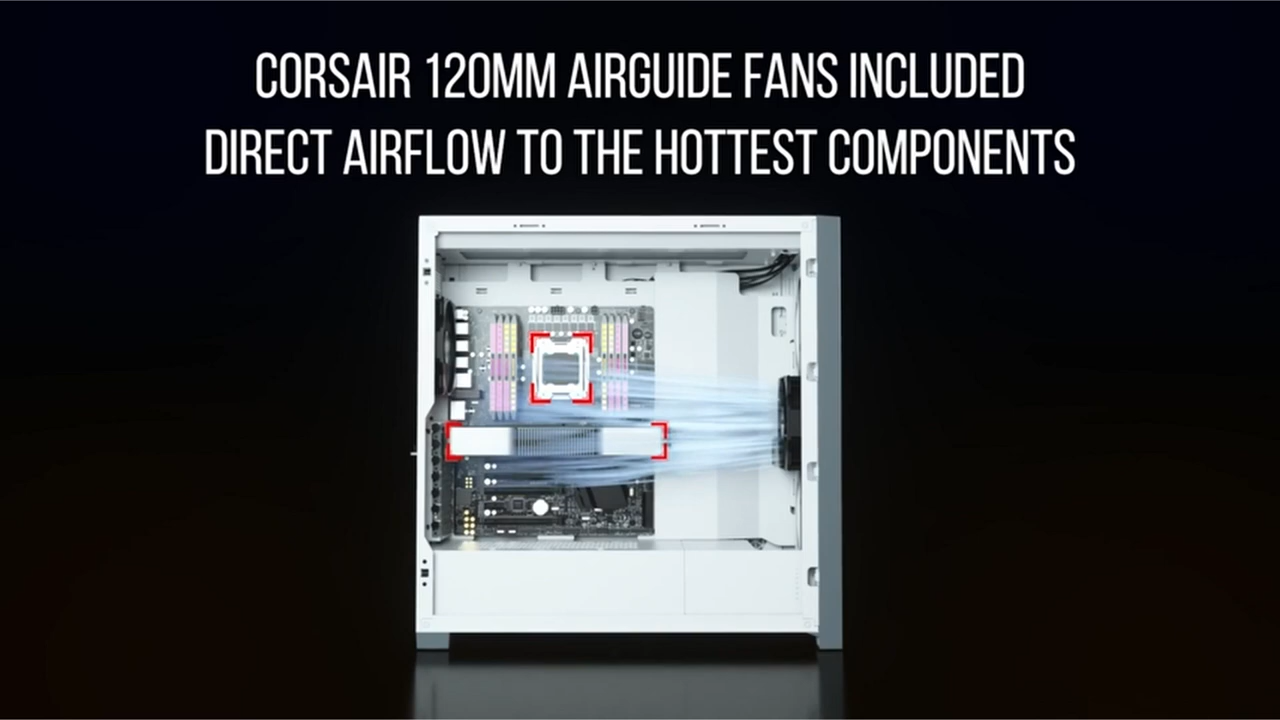 CORSAIR 120MM AIRGUIDE FANS INCLUDED
DIRECT AIRFLOW TO THE HOTTEST COMPONENTS